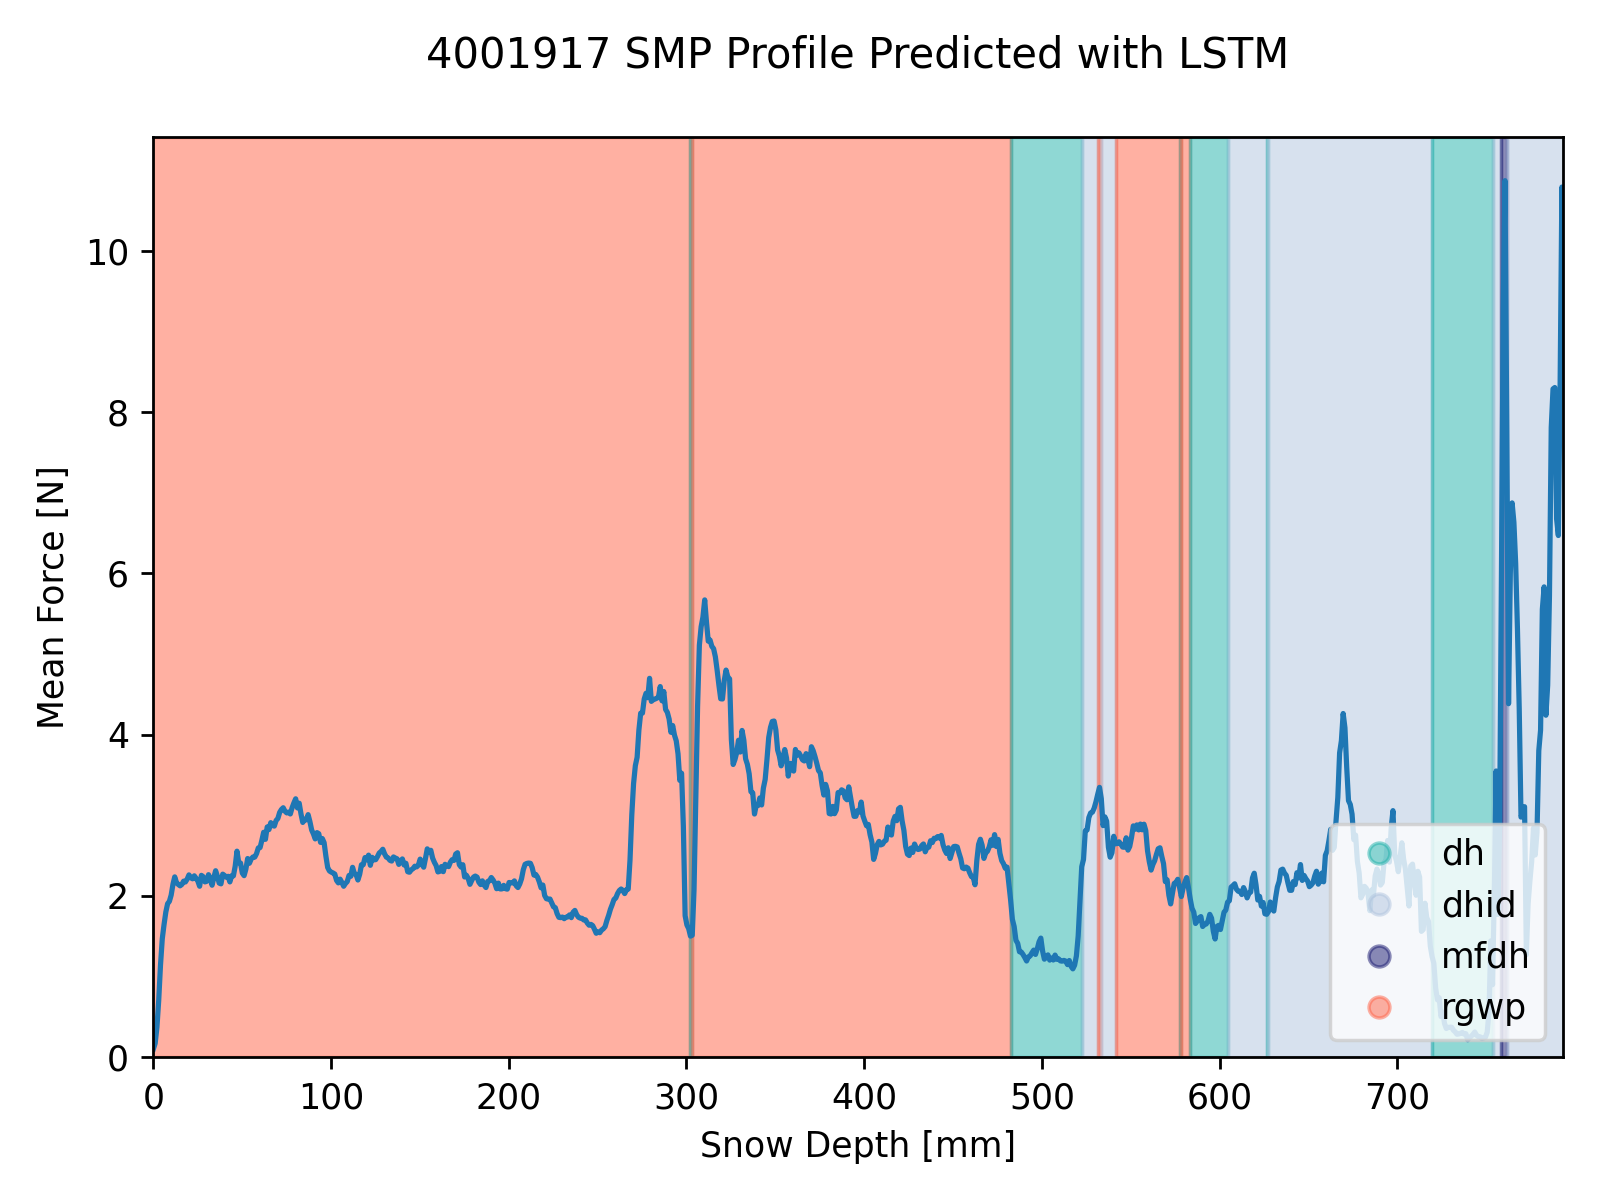 4001917 SMP Profile Predicted with LSTM
Mean Force [N]
10
8
6
4
2
0
dh
dhid
mfdh
rgwp
0 100 200 300 400 500 600 700
Snow Depth [mm]